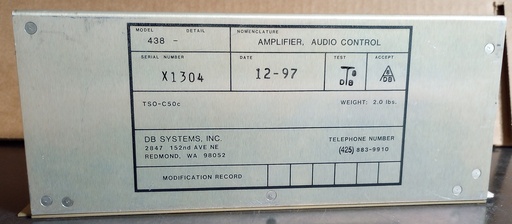 MODEL DETAIL NOMENCLATURE
438 - AMPLIFIER, AUDIO CONTROL
SERIAL NUMBER DATE TEST ACCEPT
X1304 12-97
TSO-C50c WEIGHT: 2.0 lbs.
DB SYSTEMS, INC. TELEPHONE NUMBER
2847 152nd AVE NE (425) 883-9910
REDMOND, WA 98052
MODIFICATION RECORD